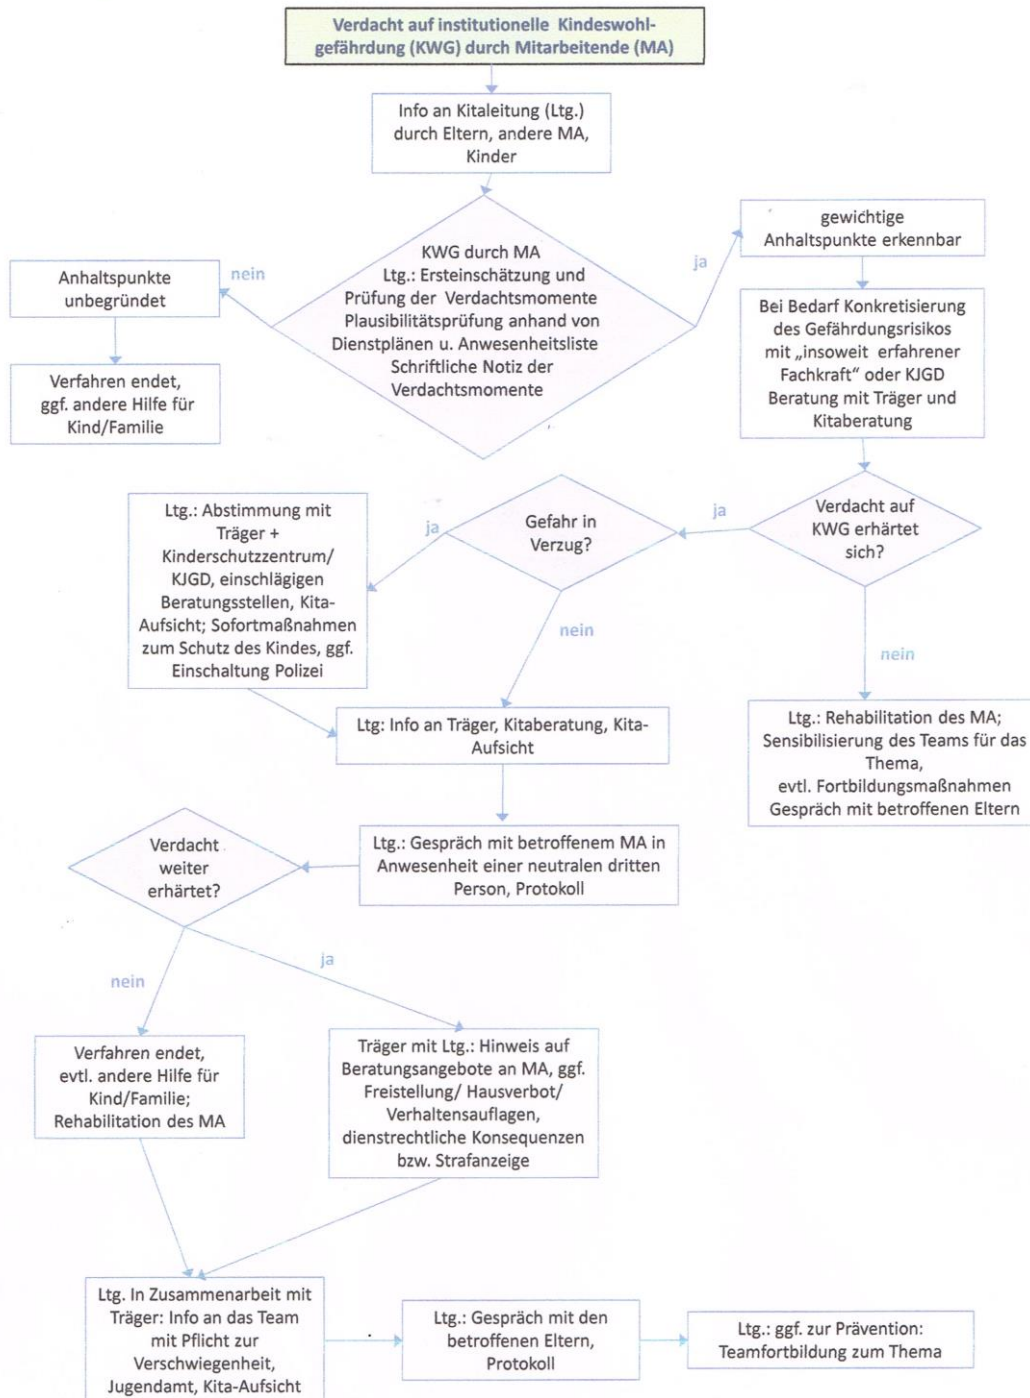 Verdacht auf institutionelle Kindeswohl-
gefährdung (KWG) durch Mitarbeitende (MA)
Info an Kitaleitung (Ltg.)
durch Eltern, andere MA,
Kinder
KWG durch MA
Ltg.: Ersteinschätzung und
Prüfung der Verdachtsmomente
Plausibilitätsprüfung anhand von
Dienstplänen u. Anwesenheitsliste
Schriftliche Notiz der
Verdachtsmomente
nein
Anhaltspunkte
unbegründet
Verfahren endet,
ggf. andere Hilfe für
Kind/Familie
ja
gewichtige
Anhaltspunkte erkennbar
Bei Bedarf Konkretisierung
des Gefährdungsrisikos
mit „insoweit erfahrener
Fachkraft“ oder KJGD
Beratung mit Träger und
Kitaberatung
Verdacht auf
KWG erhärtet
sich?
ja
Gefahr in
Verzug?
ja
Ltg.: Abstimmung mit
Träger +
Kinderschutzzentrum/
KJGD, einschlägigen
Beratungsstellen, Kita-
Aufsicht; Sofortmaßnahmen
zum Schutz des Kindes, ggf.
Einschaltung Polizei
nein
nein
Ltg.: Rehabilitation des MA;
Sensibilisierung des Teams für das
Thema,
evtl. Fortbildungsmaßnahmen
Gespräch mit betroffenen Eltern
Ltg: Info an Träger, Kitaberatung, Kita-
Aufsicht
Ltg.: Gespräch mit betroffenem MA in
Anwesenheit einer neutralen dritten
Person, Protokoll
Verdacht
weiter
erhärtet?
nein
ja
Verfahren endet,
evtl. andere Hilfe für
Kind/Familie;
Rehabilitation des MA
Träger mit Ltg.: Hinweis auf
Beratungsangebote an MA, ggf.
Freistellung/ Hausverbot/
Verhaltensauflagen,
dienstrechtliche Konsequenzen
bzw. Strafanzeige
Ltg. In Zusammenarbeit mit
Träger: Info an das Team
mit Pflicht zur
Verschwiegenheit,
Jugendamt, Kita-Aufsicht
Ltg.: Gespräch mit den
betroffenen Eltern,
Protokoll
Ltg.: ggf. zur Prävention:
Teamfortbildung zum Thema